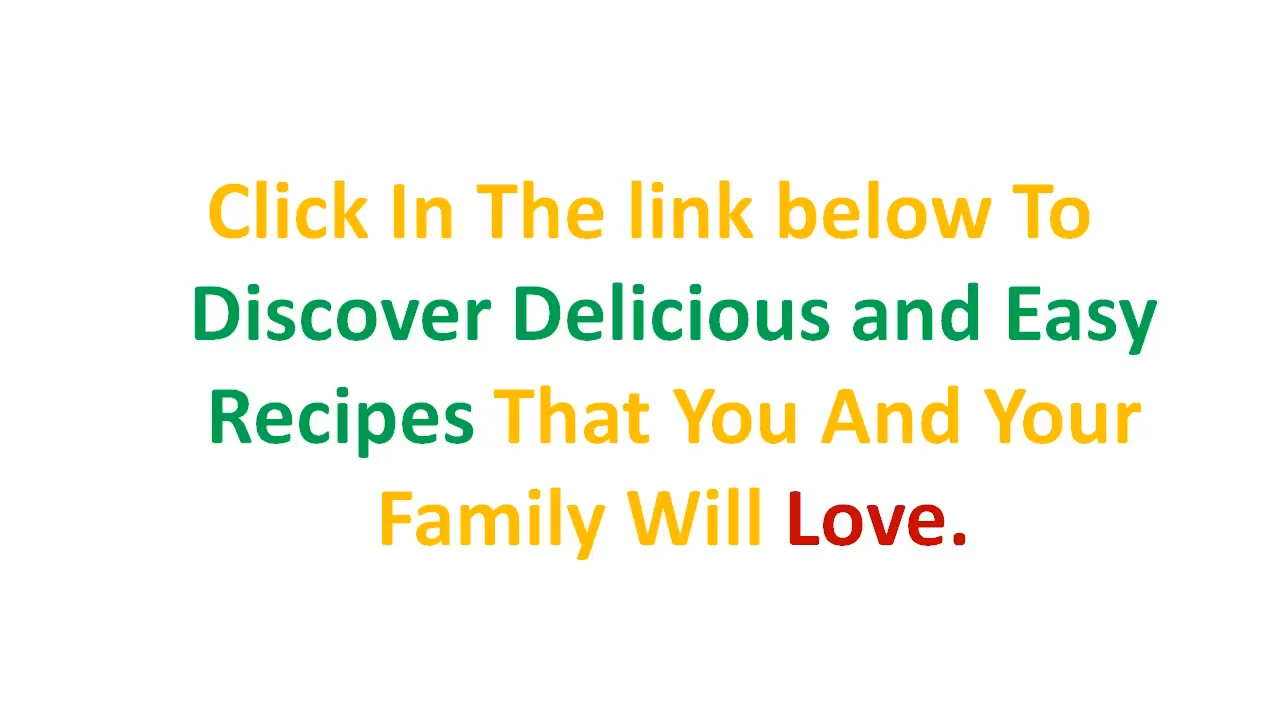 Click In The link below To
Discover Delicious and Easy
Recipes That You And Your
Family Will Love.